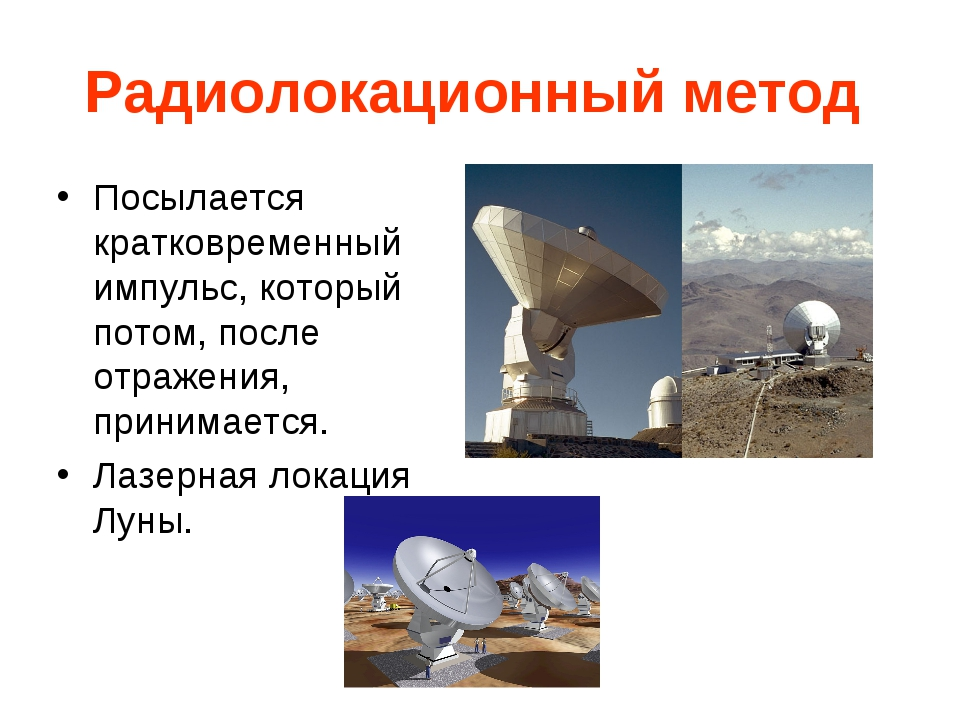 Радиолокационный метод
• Посылается
кратковременный
импульс, который
потом, после
отражения,
принимается.
• Лазерная локация
Луны.